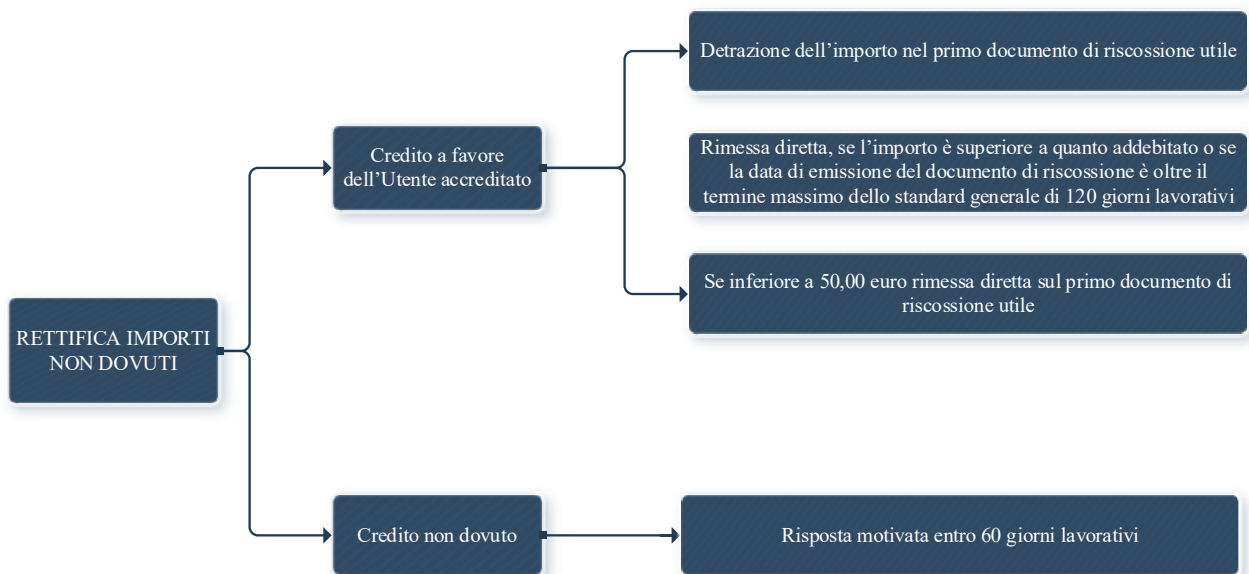 Detrazione dell’importo nel primo documento di riscossione utile
Credito a favore
dell’Utente accreditato
Rimessa diretta, se l’importo è superiore a quanto addebitato o se
la data di emissione del documento di riscossione è oltre il
termine massimo dello standard generale di 120 giorni lavorativi
Se inferiore a 50,00 euro rimessa diretta sul primo documento di
riscossione utile
RETTIFICA IMPORTI
NON DOVUTI
Credito non dovuto
Risposta motivata entro 60 giorni lavorativi